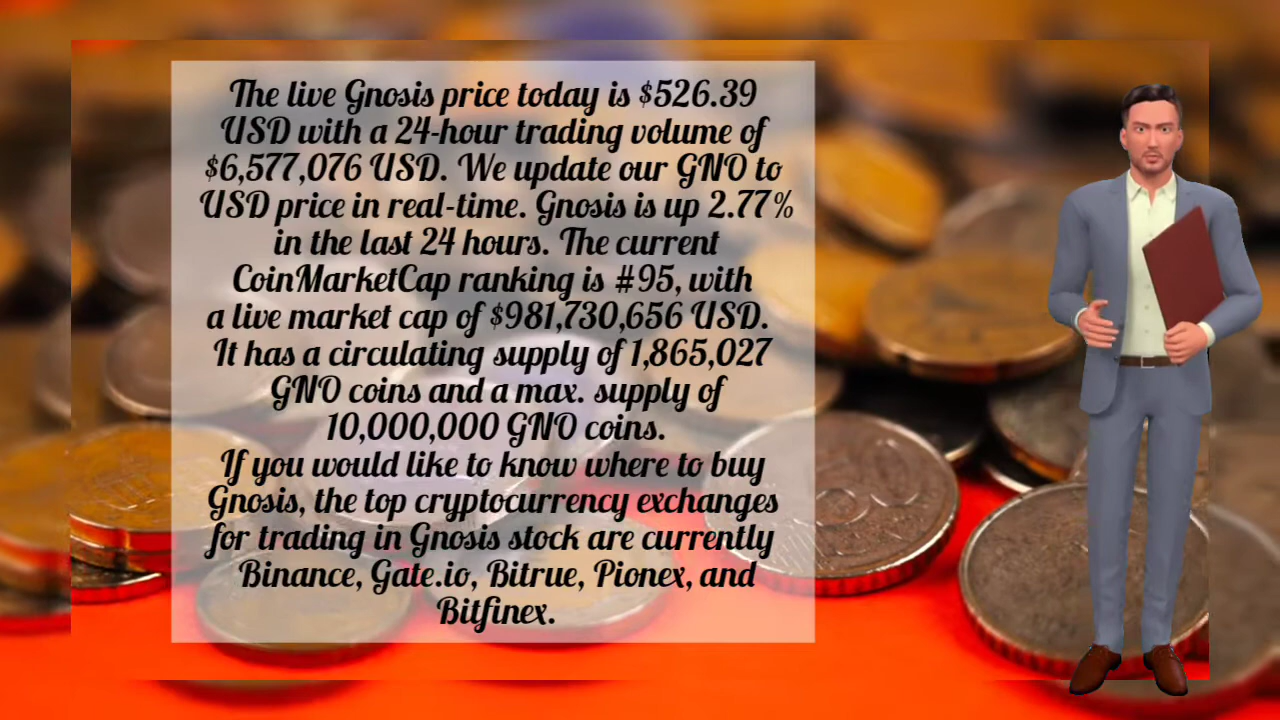 The live Gnosis price today is $526.39
USD with a 24-hour trading volume of
$6,577,076 USD. We update our GNO to
USD price in real-time. Gnosis is up 2.77%
in the last 24 hours. The current
CoinMarketCap ranking is #95, with
a live market cap of $981,730,656 USD.
It has a circulating supply of 1,865,027
GNO coins and a max. supply of
10,000,000 GNO coins.
If you would like to know where to buy
Gnosis, the top cryptocurrency exchanges
for trading in Gnosis stock are currently
Binance, Gate.io, Bitrue, Pionex, and
Bitfinex.